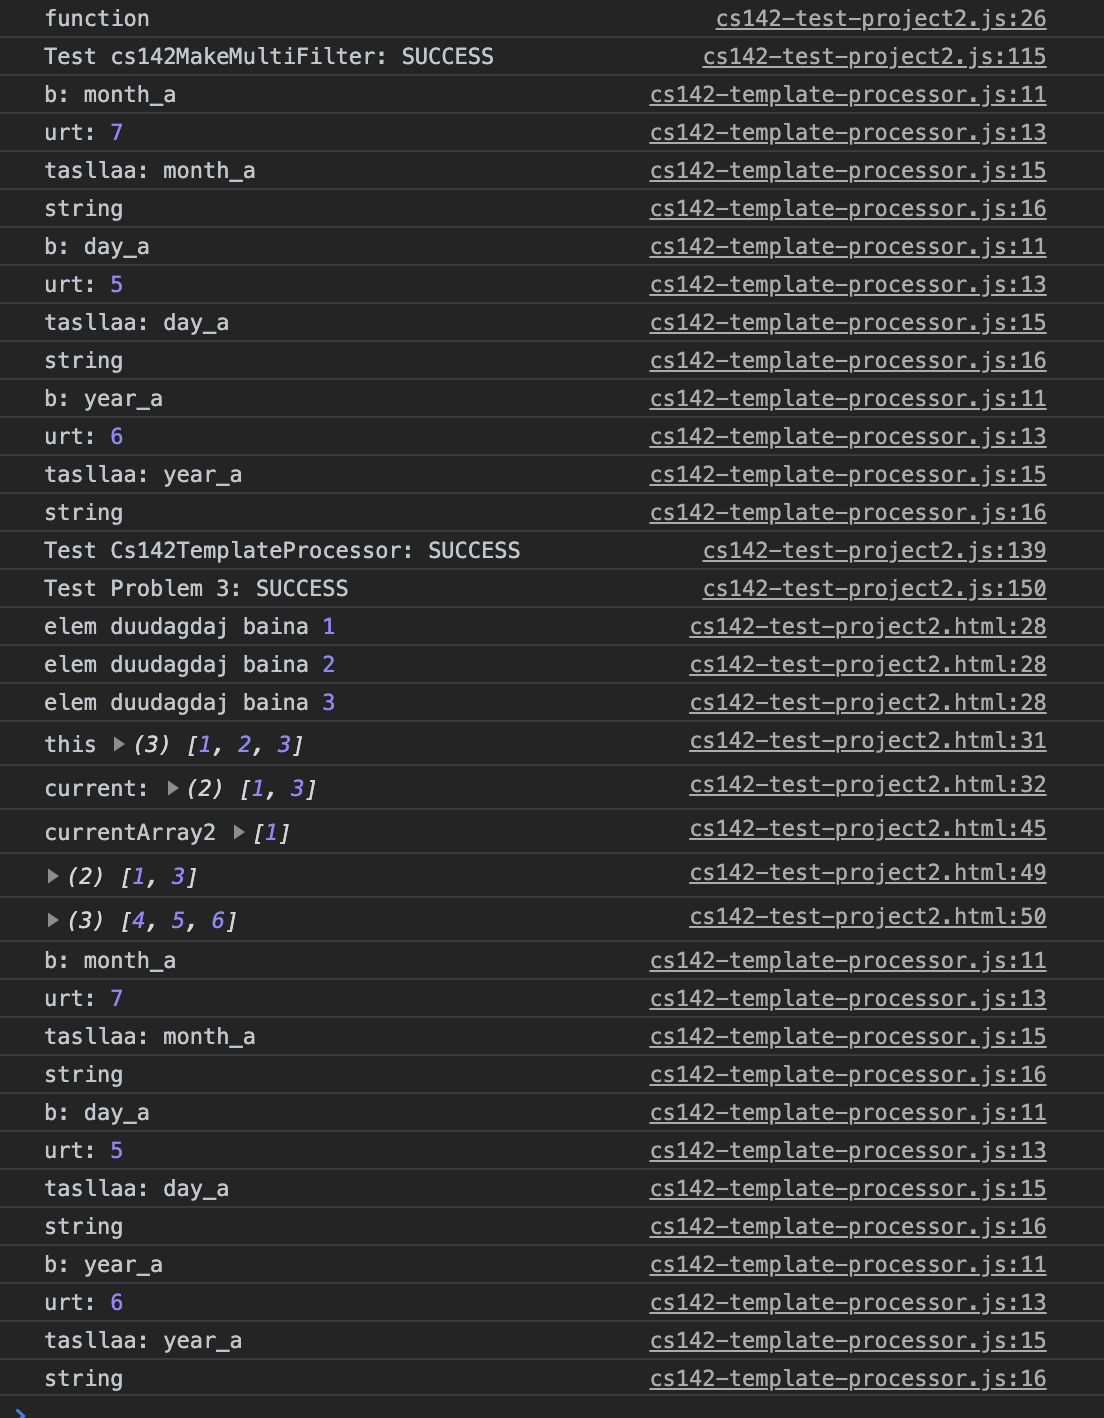 function cs142-test-project2.js:26
Test cs142MakeMultiFilter: SUCCESS cs142-test-project2.js:115
b: month_a cs142-template-processor.js:11
urt: 7 cs142-template-processor.js:13
tasllaa: month_a cs142-template-processor.js:15
string cs142-template-processor.js:16
b: day_a cs142-template-processor.js:11
urt: 5 cs142-template-processor.js:13
tasllaa: day_a cs142-template-processor.js:15
string cs142-template-processor.js:16
b: year_a cs142-template-processor.js:11
urt: 6 cs142-template-processor.js:13
tasllaa: year_a cs142-template-processor.js:15
string cs142-template-processor.js:16
Test Cs142TemplateProcessor: SUCCESS cs142-test-project2.js:139
Test Problem 3: SUCCESS cs142-test-project2.js:150
elem duudagdaj baina 1 cs142-test-project2.html:28
elem duudagdaj baina 2 cs142-test-project2.html:28
elem duudagdaj baina 3 cs142-test-project2.html:28
this ▶ (3) [1, 2, 3] cs142-test-project2.html:31
current: ▶ (2) [1, 3] cs142-test-project2.html:32
currentArray2 ▶ [1] cs142-test-project2.html:45
▶ (2) [1, 3] cs142-test-project2.html:49
▶ (3) [4, 5, 6] cs142-test-project2.html:50
b: month_a cs142-template-processor.js:11
urt: 7 cs142-template-processor.js:13
tasllaa: month_a cs142-template-processor.js:15
string cs142-template-processor.js:16
b: day_a cs142-template-processor.js:11
urt: 5 cs142-template-processor.js:13
tasllaa: day_a cs142-template-processor.js:15
string cs142-template-processor.js:16
b: year_a cs142-template-processor.js:11
urt: 6 cs142-template-processor.js:13
tasllaa: year_a cs142-template-processor.js:15
string cs142-template-processor.js:16